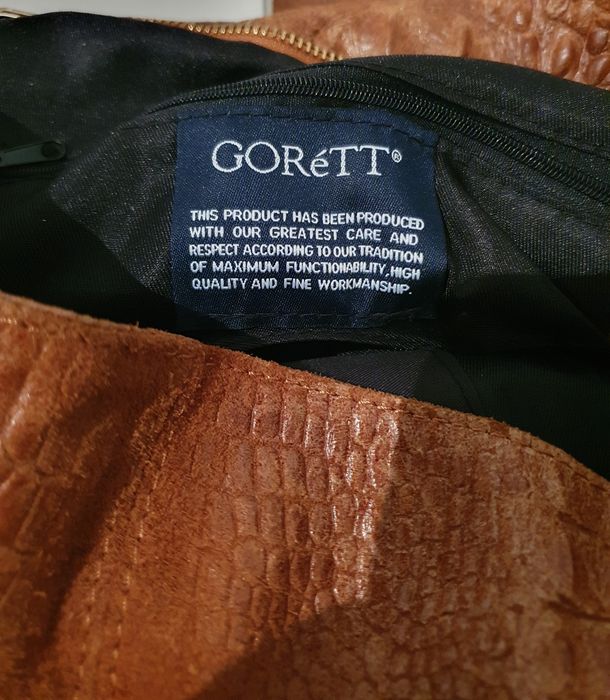 GORéTT®
THIS PRODUCT HAS BEEN PRODUCED
WITH OUR GREATEST CARE AND
RESPECT ACCORDING TO OUR TRADITION
OF MAXIMUM FUNCTIONABILITY, HIGH
QUALITY AND FINE WORKMANSHIP.